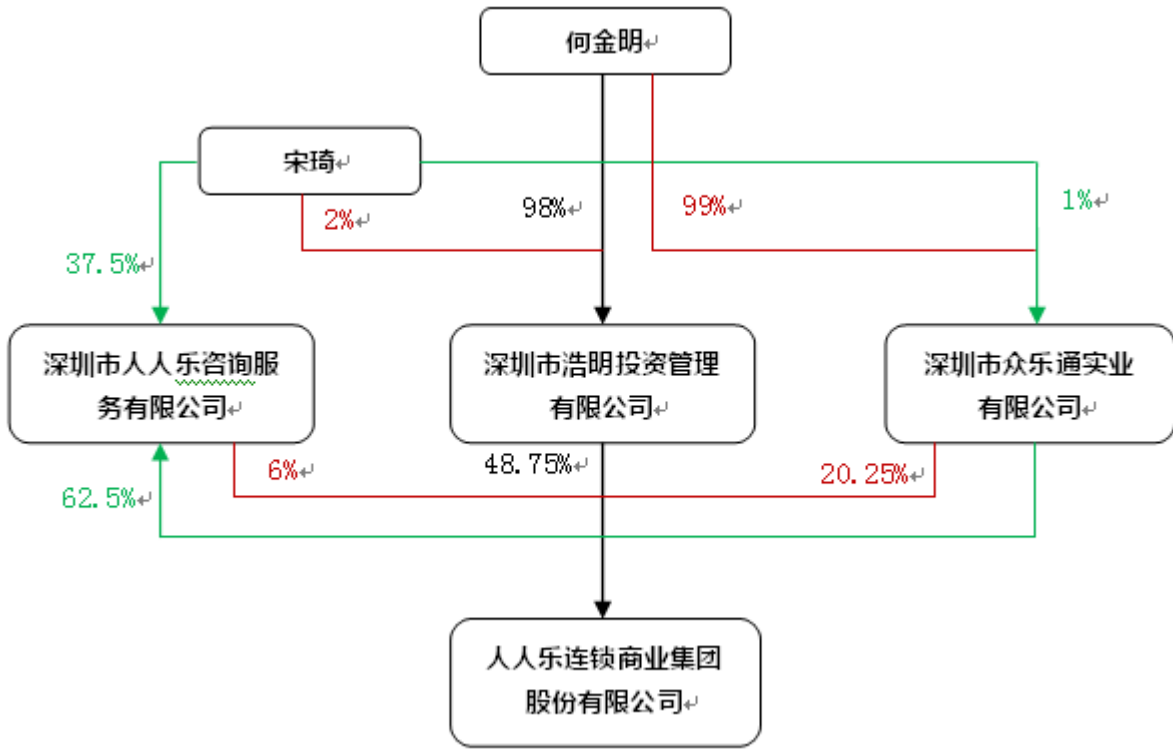 何金明↵
宋琦↵
2%↵
98%↵
99%↵
1%↵
37.5%↵
深圳市人人乐咨询服
务有限公司↵
深圳市浩明投资管理
有限公司↵
深圳市众乐通实业
有限公司↵
6%↵
48.75%↵
20.25%↵
62.5%↵
人人乐连锁商业集团
股份有限公司↵